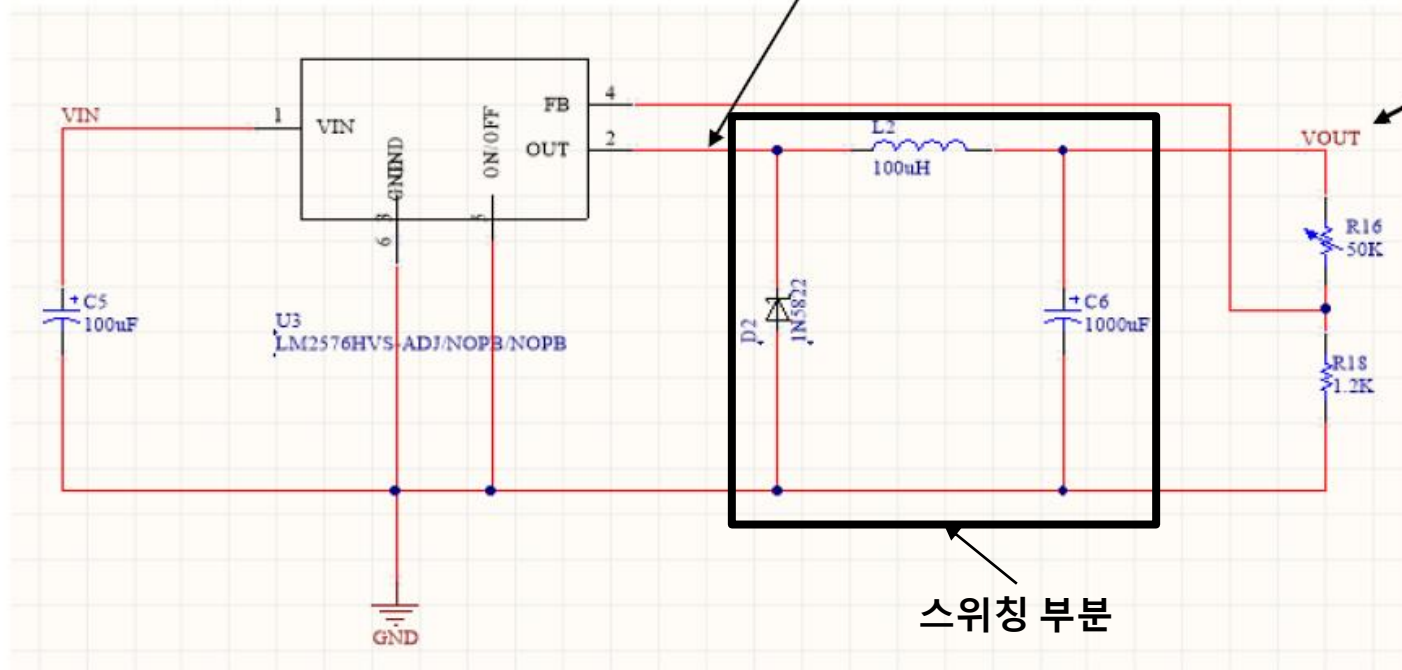 VIN
1
VIN
GND
3
6
ON/OFF
5
FB
4
OUT
2
L2
100uH
VOUT
R16
50K
C5
100uF
U3
LM2576HVS-ADJ/NOPB/NOPB
D2
1N5822
C6
1000uF
R18
1.2K
GND
스위칭 부분